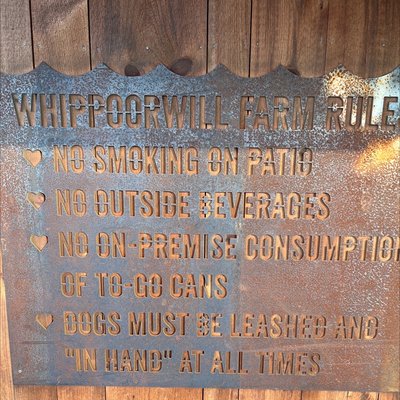 WHIPPOORWILL FARM RULE
NO SMOKING ON PATIO
NO OUTSIDE BEVERAGES
NO ON-PREMISE CONSUMPTION
OF TO-GO CANS
DOGS MUST BE LEASHED AND
"IN HAND" AT ALL TIMES